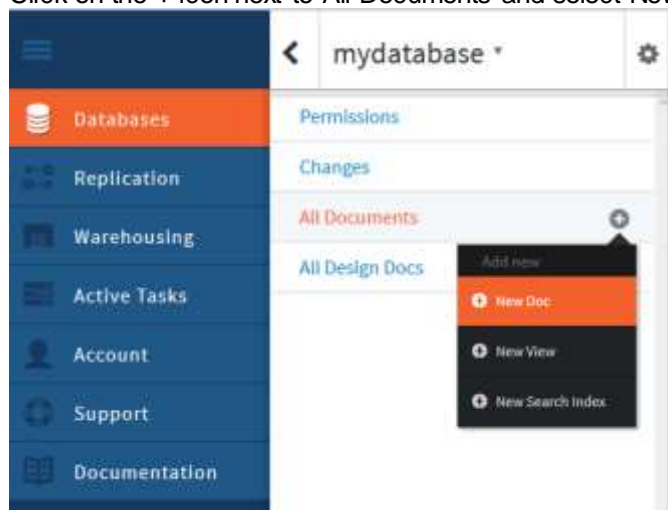 mydatabase
Databases
Permissions
Replication
Changes
All Documents
Warehousing
Add new
All Design Docs
Active Tasks
New Doc
Account
New View
New Search Index
Support
Documentation